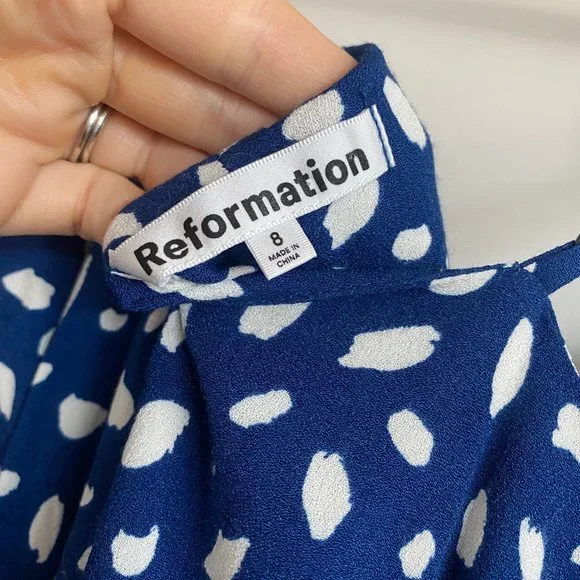 Reformation
8
MADE IN
CHINA